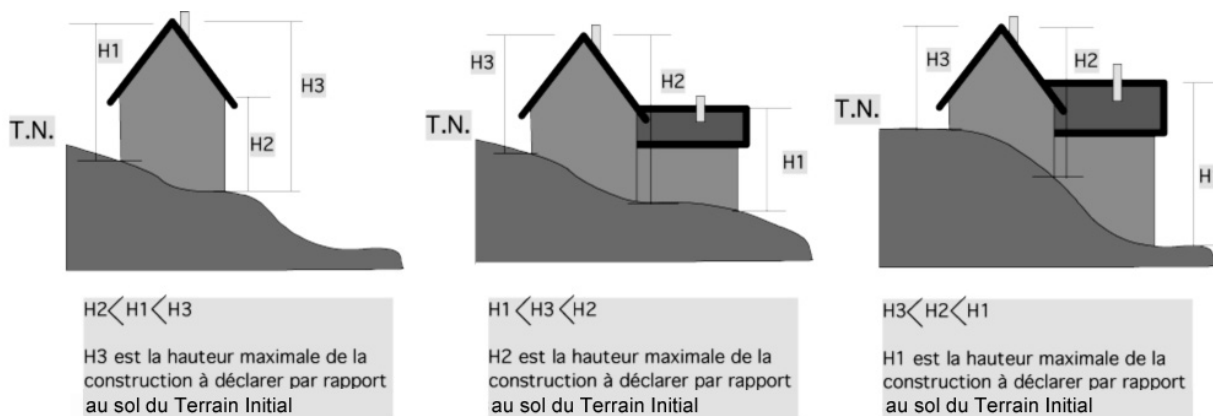 H1
H3
H2
T.N.
H2<H1<H3
H3 est la hauteur maximale de la
construction à déclarer par rapport
au sol du Terrain Initial
H3
H2
H1
T.N.
H1<H3<H2
H2 est la hauteur maximale de la
construction à déclarer par rapport
au sol du Terrain Initial
H3
H2
H
T.N.
H3<H2<H1
H1 est la hauteur maximale de la
construction à déclarer par rapport
au sol du Terrain Initial